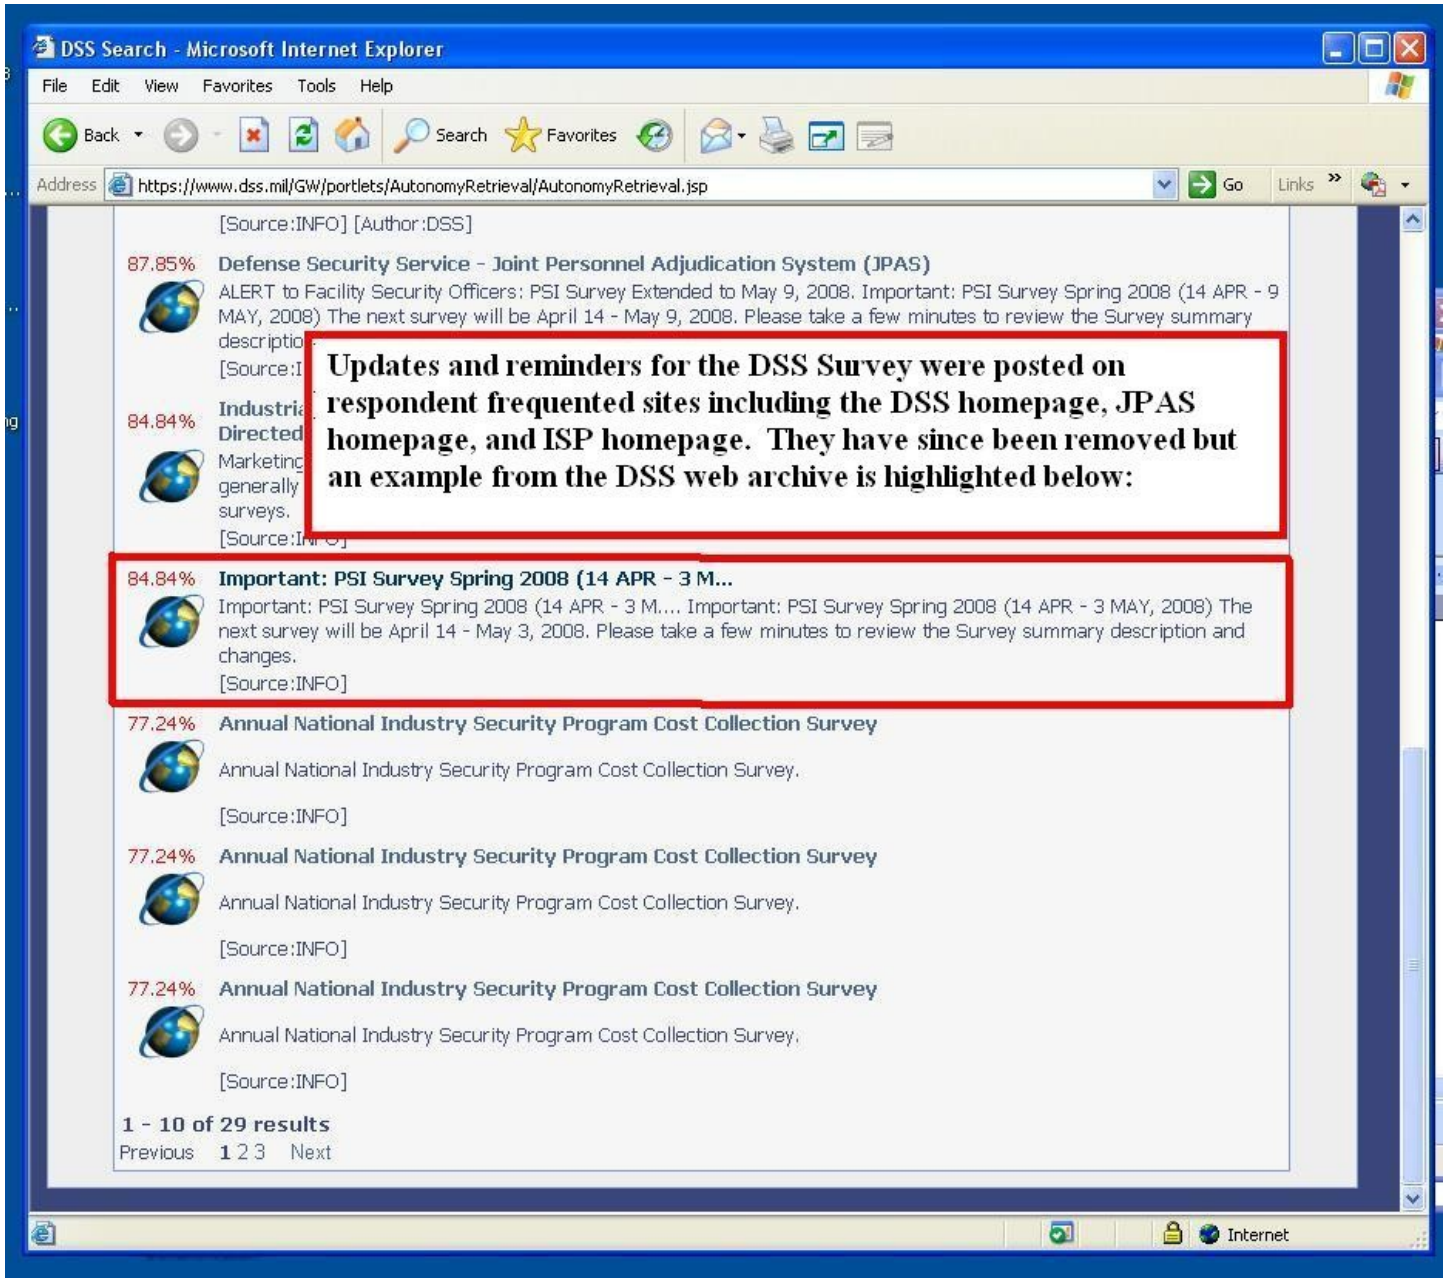 DSS Search - Microsoft Internet Explorer
File Edit View Favorites Tools Help
Back Search Favorites
Address https://www.dss.mil/GW/portlets/AutonomyRetrieval/AutonomyRetrieval.jsp Go Links »
[Source:INFO] [Author:DSS]
87.85% Defense Security Service - Joint Personnel Adjudication System (JPAS)
ALERT to Facility Security Officers: PSI Survey Extended to May 9, 2008. Important: PSI Survey Spring 2008 (14 APR - 9
MAY, 2008) The next survey will be April 14 - May 9, 2008. Please take a few minutes to review the Survey summary
Updates and reminders for the DSS Survey were posted on
respondent frequented sites including the DSS homepage, JPAS
homepage, and ISP homepage. They have since been removed but
an example from the DSS web archive is highlighted below:
84.84%
Directed
Marketing
generally
surveys.
[Source:INFO]
84.84% Important: PSI Survey Spring 2008 (14 APR - 3 M...
Important: PSI Survey Spring 2008 (14 APR - 3 M.... Important: PSI Survey Spring 2008 (14 APR - 3 MAY, 2008) The
next survey will be April 14 - May 3, 2008. Please take a few minutes to review the Survey summary description and
changes.
[Source:INFO]
77.24% Annual National Industry Security Program Cost Collection Survey
Annual National Industry Security Program Cost Collection Survey.
[Source:INFO]
77.24% Annual National Industry Security Program Cost Collection Survey
Annual National Industry Security Program Cost Collection Survey.
[Source:INFO]
77.24% Annual National Industry Security Program Cost Collection Survey
Annual National Industry Security Program Cost Collection Survey.
[Source:INFO]
1 - 10 of 29 results
Previous 1 2 3 Next
Internet